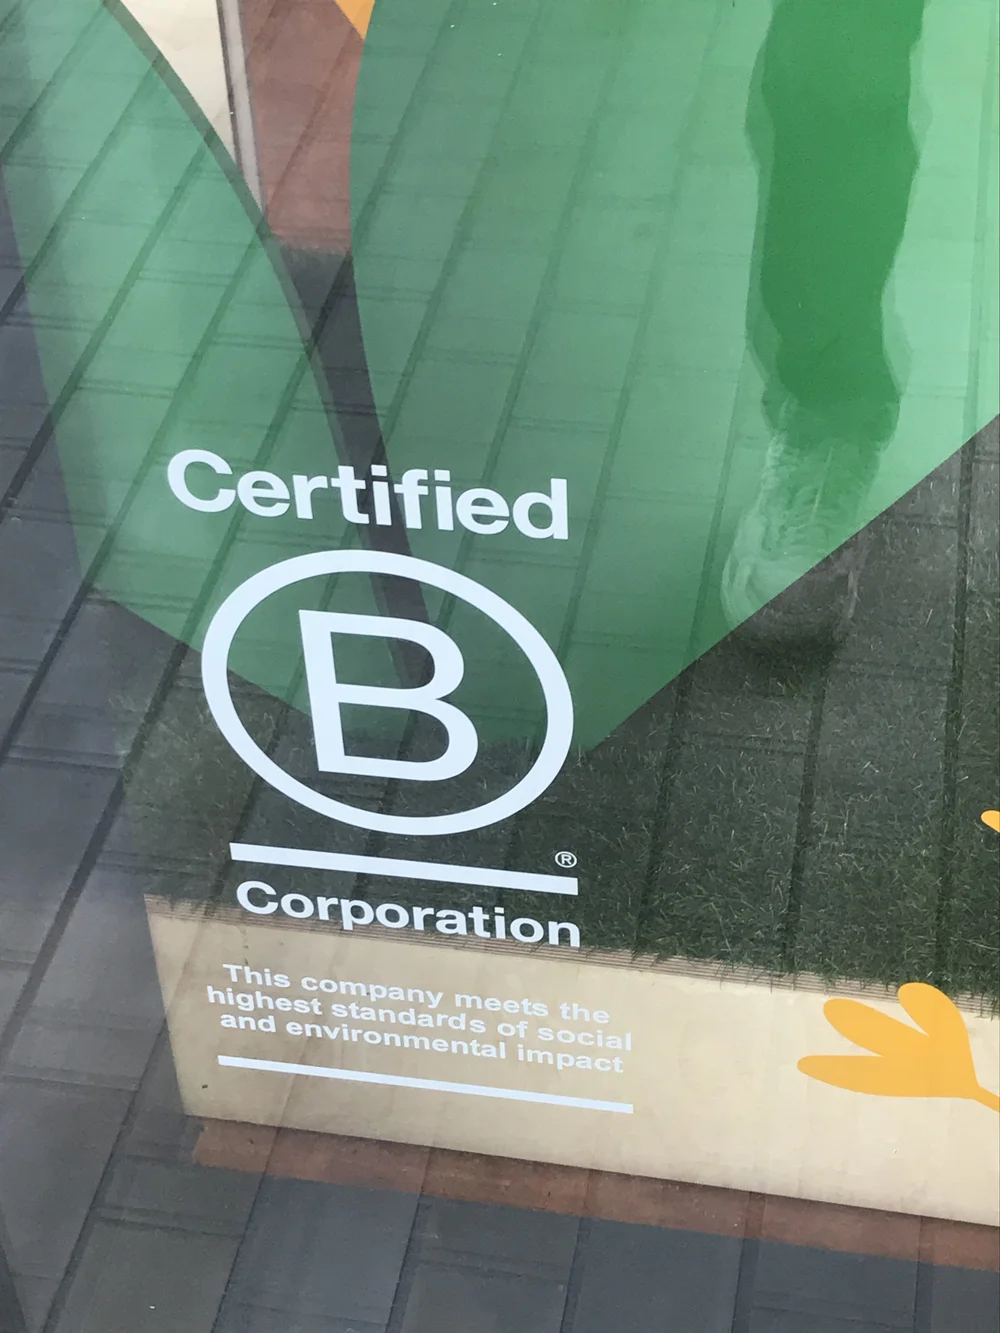 Certified
B
®
Corporation
This company meets the
highest standards of social
and environmental impact